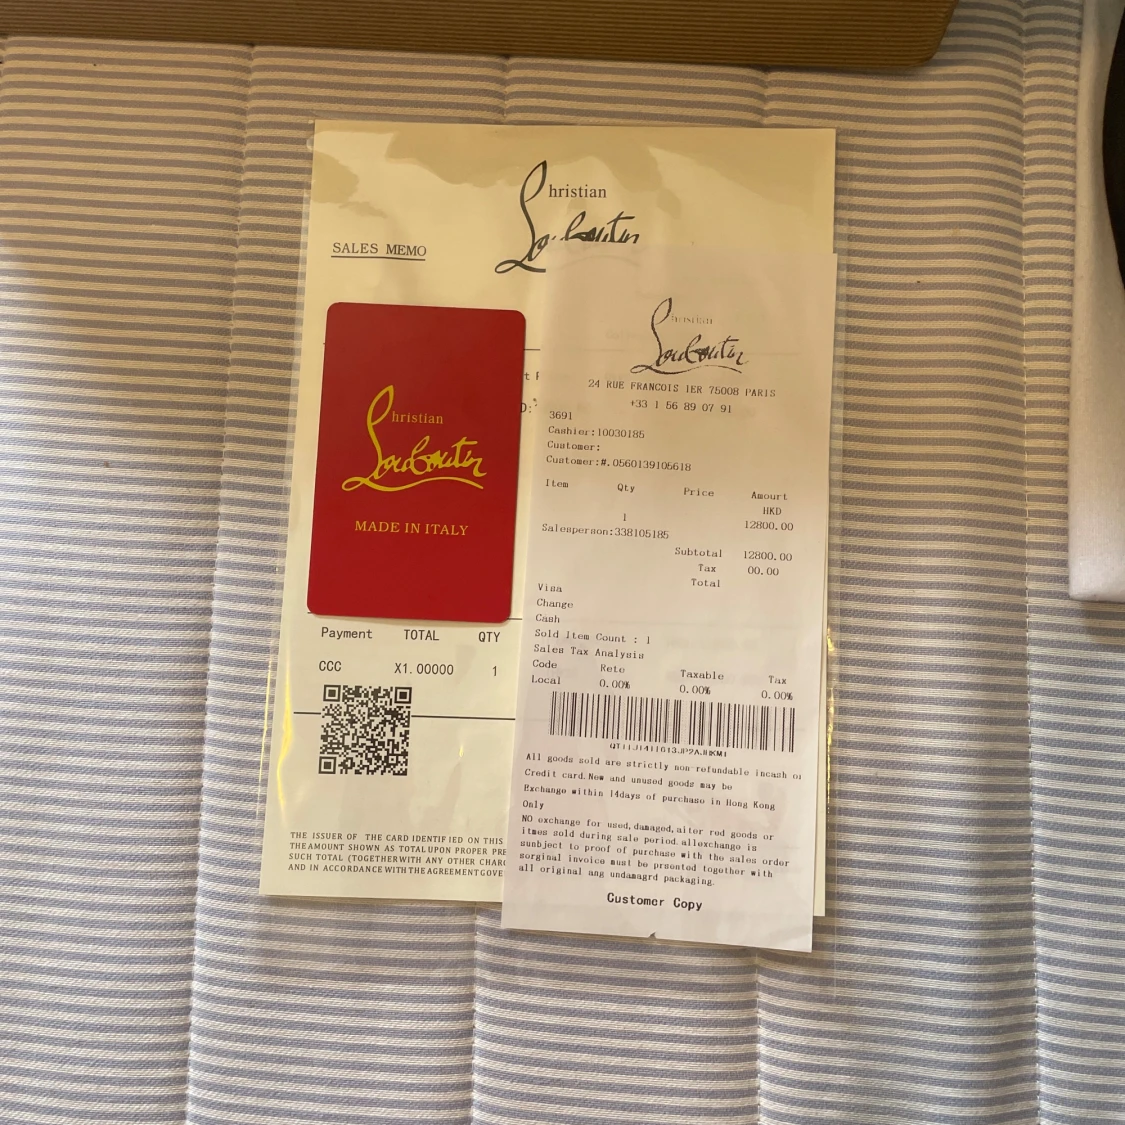 Christian
Louboutin
SALES MEMO
Christian
Louboutin
24 RUE FRANCOIS 1ER 75008 PARIS
+33 1 56 89 07 91
3691
Cashier:10030185
Customer:
Customer:#.0560139105618
Item Qty Price Amourt
HKD
1 12800.00
Salesperson:338105185
Subtotal 12800.00
Tax 00.00
Total
Visa
Change
Cash
Sold Item Count : 1
Sales Tax Analysis
Code Rete Taxable Tax
Local 0.00% 0.00% 0.00%
All goods sold are strictly non-refundable incash or
Credit card.New and unused goods may be
Exchange within 14days of purchase in Hong Kong
Only
NO exchange for used,damaged,alter red goods or
itmes sold during sale period.allexchange is
sunbject to proof of purchase with the sales order
sorginal invoice must be prsented together with
all original ang undamagrd packaging.
Customer Copy
Christian
Louboutin
MADE IN ITALY
Payment TOTAL QTY
CCC X1.00000 1
THE ISSUER OF THE CARD IDENTIFIED ON THIS
THE AMOUNT SHOWN AS TOTAL UPON PROPER PRE
SUCH TOTAL (TOGETHER WITH ANY OTHER CHARG
AND IN ACCORDANCE WITH THE AGREEMENT GOVE